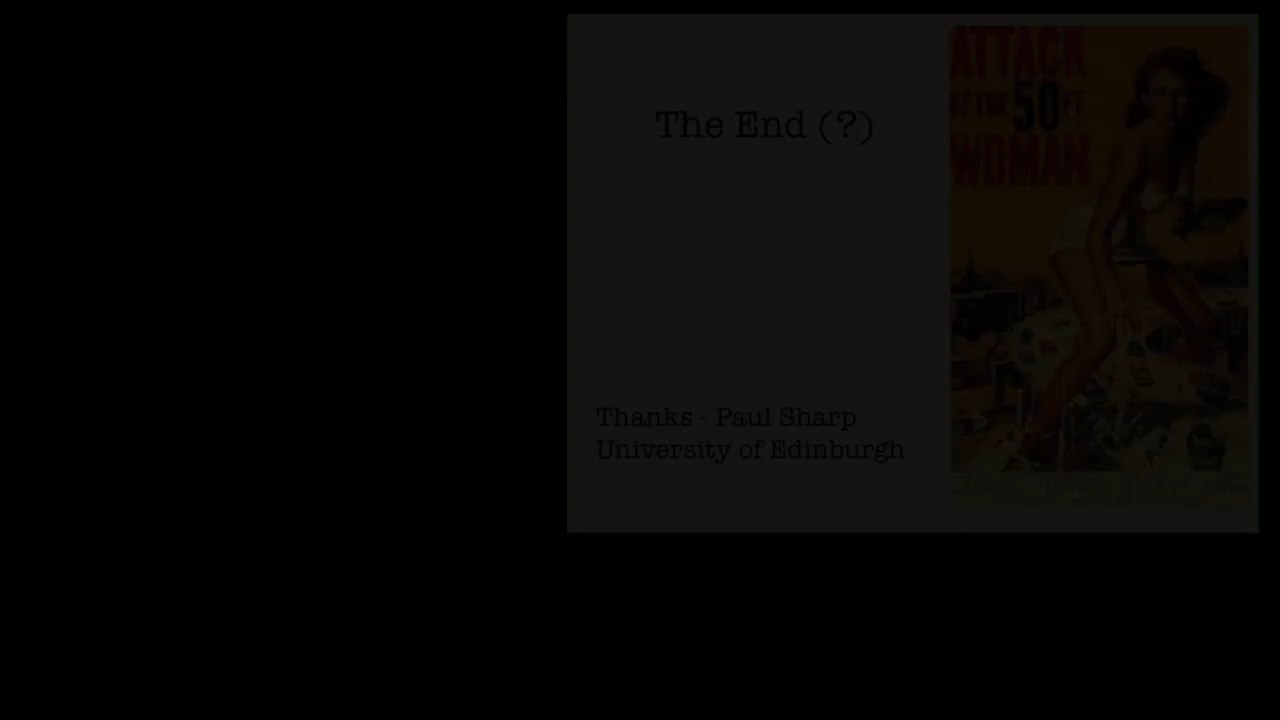 The End (?)
Thanks - Paul Sharp
University of Edinburgh
ATTACK
OF THE 50 FT.
WOMAN